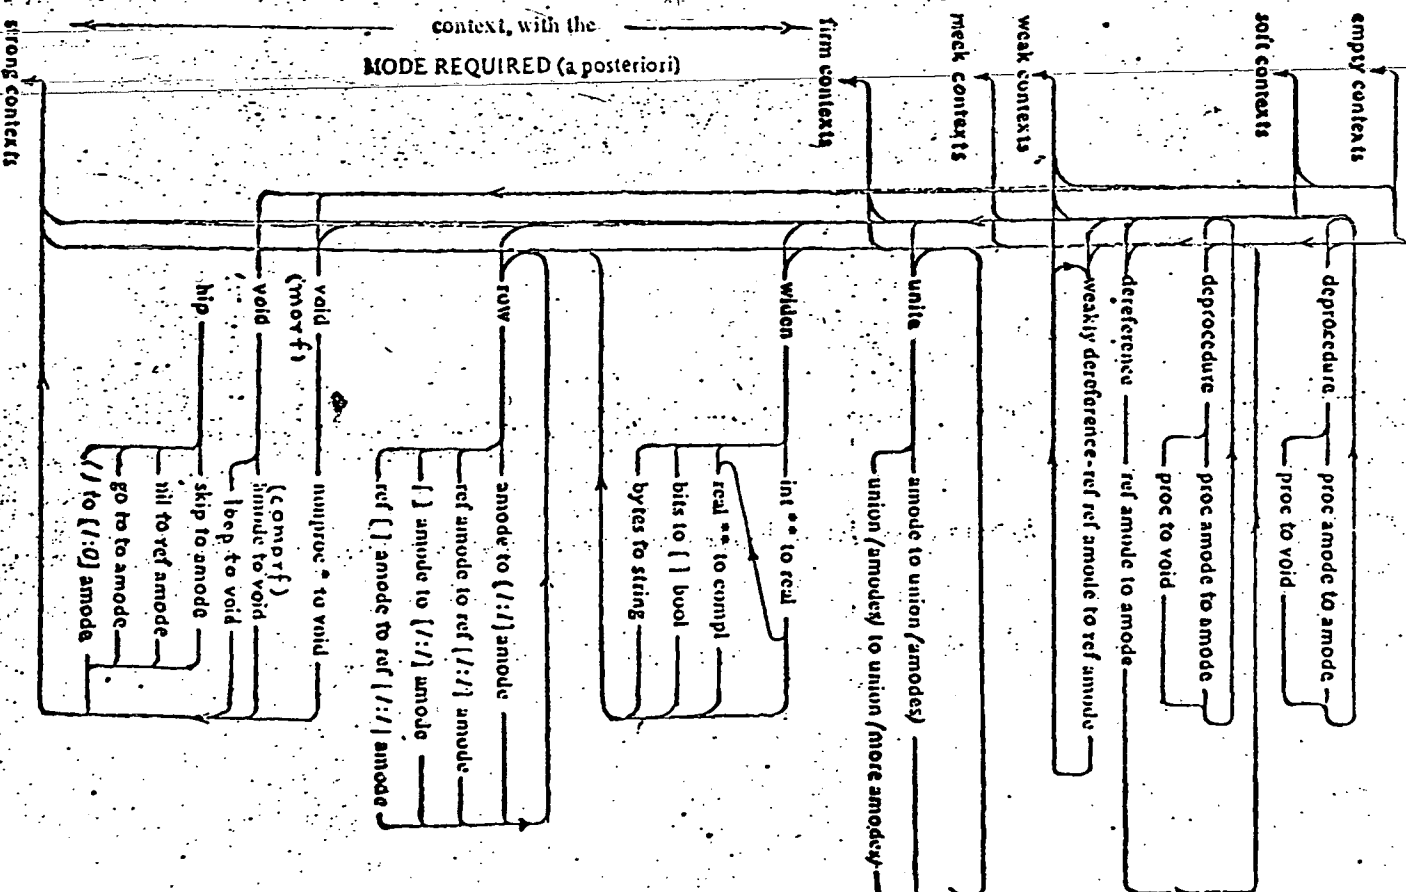 context, with the
MODE REQUIRED (a posteriori)
strong contexts
firm contexts
meek contexts
weak contexts
soft contexts
empty contexts
deprocedure
proc amode to amode
proc to void
deprocedure
proc amode to amode
proc to void
dereference
ref amode to amode
weakly dereference-ref ref amode to ref amode
unite
amode to union (amodes)
union (amodes) to union (more amodes)
widen
int ** to real
real ** to compl
bits to [ ] bool
bytes to string
row
amode to [/:/] amode
ref amode to ref [/:/] amode
[ ] amode to [/:/] amode
ref [ ] amode to ref [/:/] amode
void
(morf)
nonproc * to void
void
(comorf)
amode to void
loop to void
hip
skip to amode
nil to ref amode
go to to amode
// to [/:0] amode